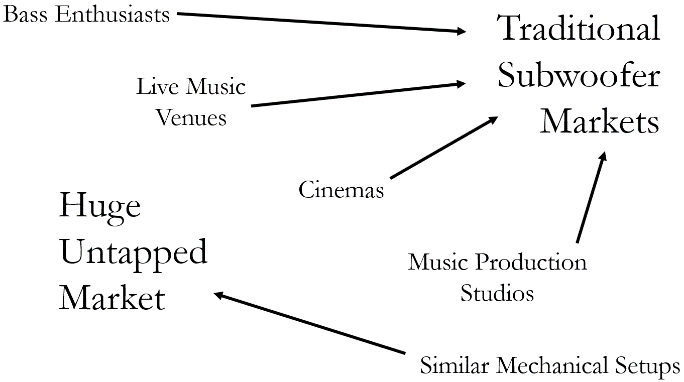 Bass Enthusiasts
Traditional
Subwoofer
Markets
Live Music
Venues
Cinemas
Huge
Untapped
Market
Music Production
Studios
Similar Mechanical Setups